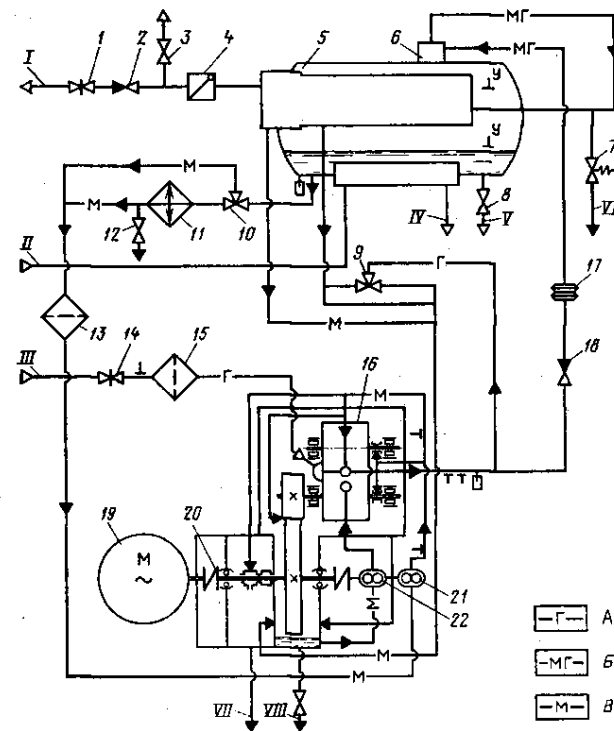 МГ
I 1 2 3 4 5 6 МГ
У
У
М
7
М 12 11 10 8
IV V VI
II 9 Г
17
13
М
III 14 15 18
Г 16
М
19 20
М
~
М 21
22
Г А
МГ Б
М
М
VII VIII
М В